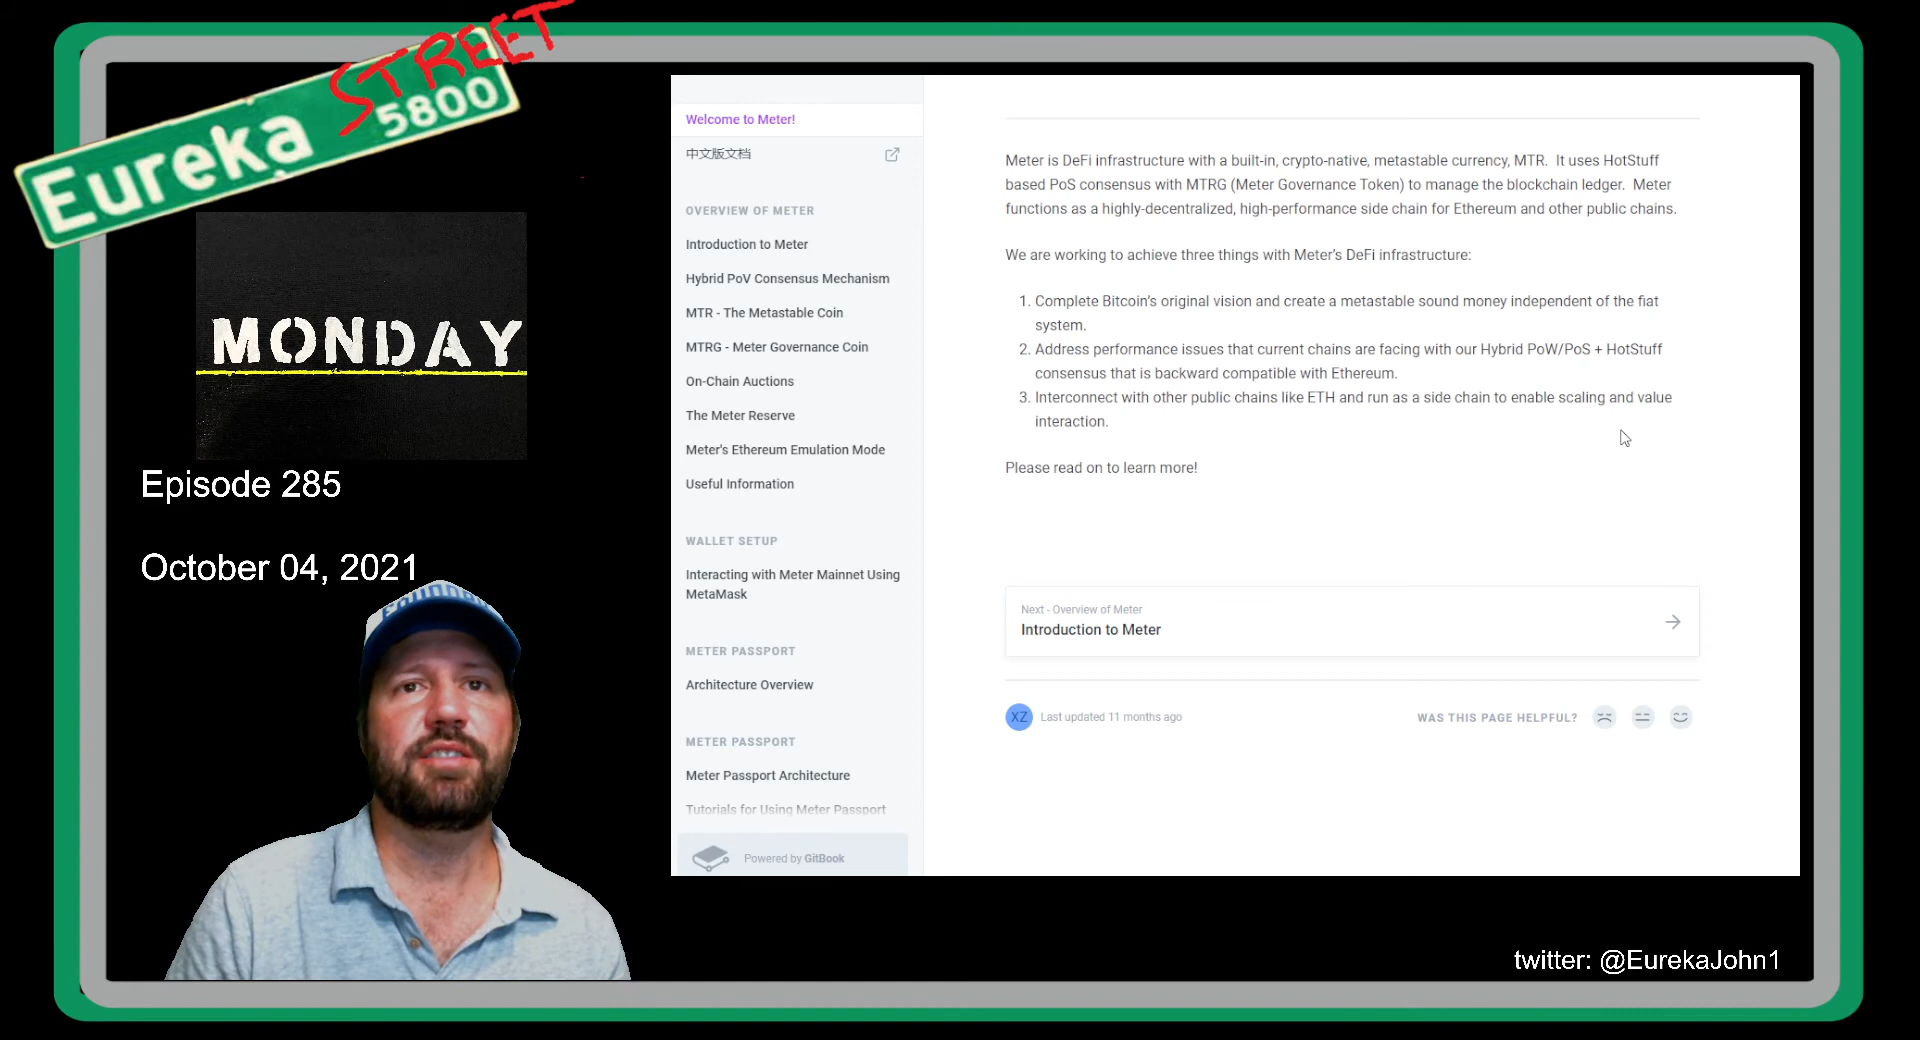 Eureka STREET
5800
MONDAY
Episode 285
October 04, 2021
Welcome to Meter!
中文版文档
OVERVIEW OF METER
Introduction to Meter
Hybrid PoV Consensus Mechanism
MTR - The Metastable Coin
MTRG - Meter Governance Coin
On-Chain Auctions
The Meter Reserve
Meter's Ethereum Emulation Mode
Useful Information
WALLET SETUP
Interacting with Meter Mainnet Using
MetaMask
METER PASSPORT
Architecture Overview
METER PASSPORT
Meter Passport Architecture
Tutorials for Using Meter Passport
Powered by GitBook
Meter is DeFi infrastructure with a built-in, crypto-native, metastable currency, MTR. It uses HotStuff
based PoS consensus with MTRG (Meter Governance Token) to manage the blockchain ledger. Meter
functions as a highly-decentralized, high-performance side chain for Ethereum and other public chains.
We are working to achieve three things with Meter’s DeFi infrastructure:
1. Complete Bitcoin’s original vision and create a metastable sound money independent of the fiat
system.
2. Address performance issues that current chains are facing with our Hybrid PoW/PoS + HotStuff
consensus that is backward compatible with Ethereum.
3. Interconnect with other public chains like ETH and run as a side chain to enable scaling and value
interaction.
Please read on to learn more!
Next - Overview of Meter
Introduction to Meter
XZ Last updated 11 months ago
WAS THIS PAGE HELPFUL?
twitter: @EurekaJohn1